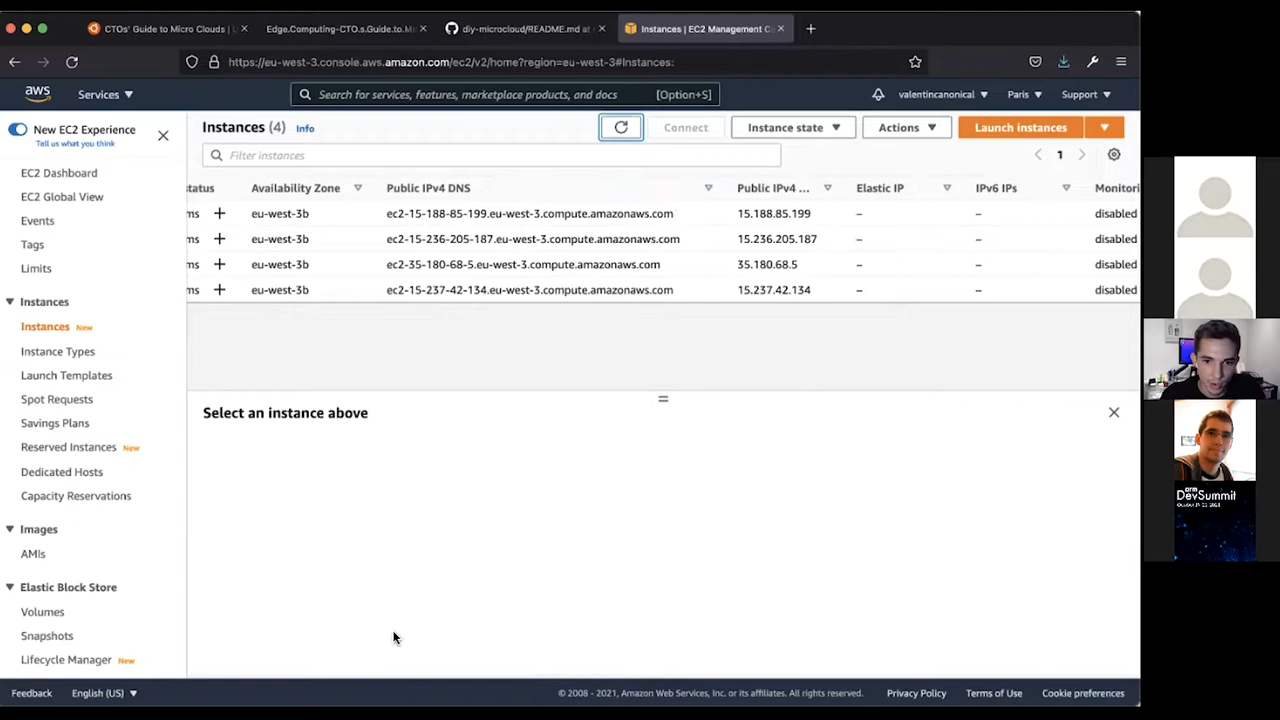 CTOs' Guide to Micro Clouds |
Edge.Computing-CTO.s.Guide.to.Mi
diy-microcloud/README.md at
Instances | EC2 Management C
https://eu-west-3.console.aws.amazon.com/ec2/v2/home?region=eu-west-3#Instances:
aws
Services
Search for services, features, marketplace products, and docs
[Option+S]
valentincanonical
Paris
Support
New EC2 Experience
Tell us what you think
EC2 Dashboard
EC2 Global View
Events
Tags
Limits
Instances
Instances New
Instance Types
Launch Templates
Spot Requests
Savings Plans
Reserved Instances New
Dedicated Hosts
Capacity Reservations
Images
AMIs
Elastic Block Store
Volumes
Snapshots
Lifecycle Manager New
Instances (4) Info
Connect
Instance state
Actions
Launch instances
Filter instances
1
tatus Availability Zone Public IPv4 DNS Public IPv4 ... Elastic IP IPv6 IPs Monitori
ms + eu-west-3b ec2-15-188-85-199.eu-west-3.compute.amazonaws.com 15.188.85.199 – – disabled
ms + eu-west-3b ec2-15-236-205-187.eu-west-3.compute.amazonaws.com 15.236.205.187 – – disabled
ms + eu-west-3b ec2-35-180-68-5.eu-west-3.compute.amazonaws.com 35.180.68.5 – – disabled
ms + eu-west-3b ec2-15-237-42-134.eu-west-3.compute.amazonaws.com 15.237.42.134 – – disabled
Select an instance above
Feedback
English (US)
© 2008 - 2021, Amazon Web Services, Inc. or its affiliates. All rights reserved.
Privacy Policy
Terms of Use
Cookie preferences
arm
DevSummit